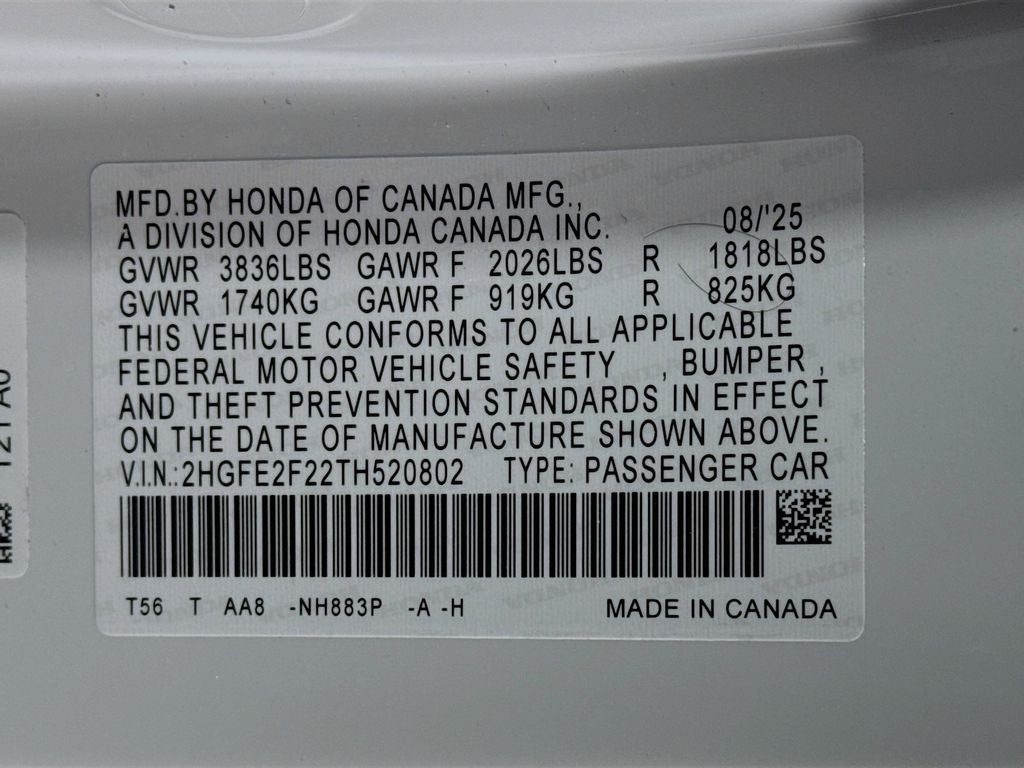 MFD.BY HONDA OF CANADA MFG.,
A DIVISION OF HONDA CANADA INC. 08/'25
GVWR 3836LBS GAWR F 2026LBS R 1818LBS
GVWR 1740KG GAWR F 919KG R 825KG
THIS VEHICLE CONFORMS TO ALL APPLICABLE
FEDERAL MOTOR VEHICLE SAFETY , BUMPER ,
AND THEFT PREVENTION STANDARDS IN EFFECT
ON THE DATE OF MANUFACTURE SHOWN ABOVE.
V.I.N.:2HGFE2F22TH520802 TYPE: PASSENGER CAR
T56 T AA8 -NH883P -A -H MADE IN CANADA